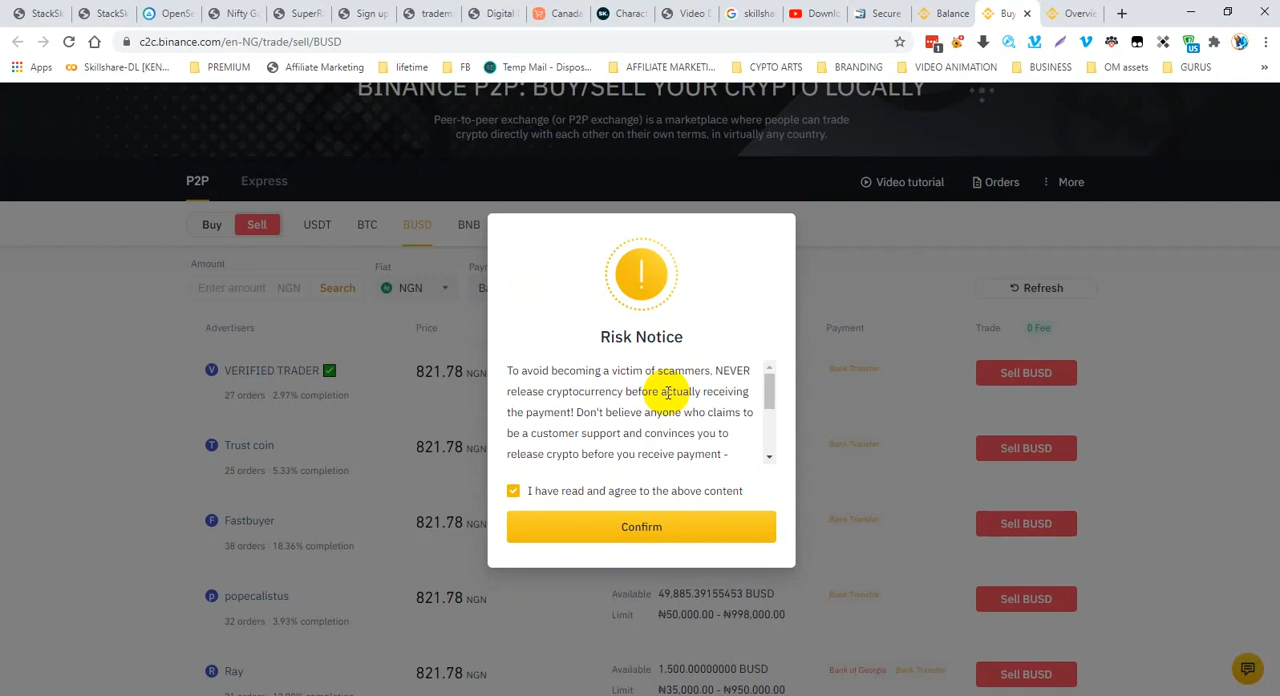 StackSk
StackSk
OpenSe
Nifty Gu
SuperRa
Sign up
tradem
Digital I
Canada
Charact
Video D
skillsha
Downlo
Secure
Balance
Buy
Overvie
c2c.binance.com/en-NG/trade/sell/BUSD
Apps
Skillshare-DL [KEN...
PREMIUM
Affiliate Marketing
lifetime
FB
Temp Mail - Dispos...
AFFILIATE MARKETI...
CYPTO ARTS
BRANDING
VIDEO ANIMATION
BUSINESS
OM assets
GURUS
BINANCE P2P: BUY/SELL YOUR CRYPTO LOCALLY
Peer-to-peer exchange (or P2P exchange) is a marketplace where people can trade
crypto directly with each other on their own terms, in virtually any country.
P2P Express
Video tutorial Orders More
Buy Sell USDT BTC BUSD BNB
Amount Fiat Pay
Enter amount NGN Search NGN Ba Refresh
Advertisers Price Payment Trade 0 Fee
VERIFIED TRADER 821.78 NGN Bank Transfer Sell BUSD
27 orders 2.97% completion
Trust coin 821.78 Bank Transfer Sell BUSD
25 orders 5.33% completion
Fastbuyer 821.78 NGN Bank Transfer Sell BUSD
38 orders 18.36% completion
popecalistus 821.78 NGN Available 49,885.39155453 BUSD Bank Transfer Sell BUSD
32 orders 3.93% completion Limit ₦50,000.00 - ₦998,000.00
Ray 821.78 NGN Available 1,500.00000000 BUSD Bank of Georgia Bank Transfer Sell BUSD
Limit ₦35,000.00 - ₦950,000.00
Risk Notice
To avoid becoming a victim of scammers, NEVER
release cryptocurrency before actually receiving
the payment! Don't believe anyone who claims to
be a customer support and convinces you to
release crypto before you receive payment -
I have read and agree to the above content
Confirm